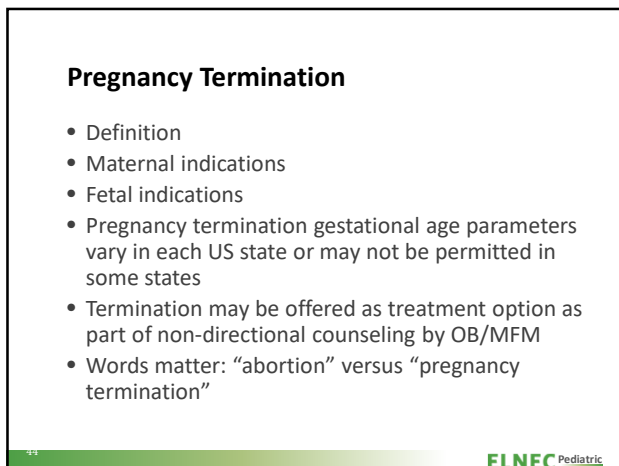 Pregnancy Termination
• Definition
• Maternal indications
• Fetal indications
• Pregnancy termination gestational age parameters
vary in each US state or may not be permitted in
some states
• Termination may be offered as treatment option as
part of non-directional counseling by OB/MFM
• Words matter: “abortion” versus “pregnancy
termination”
44
ELNEC Pediatric